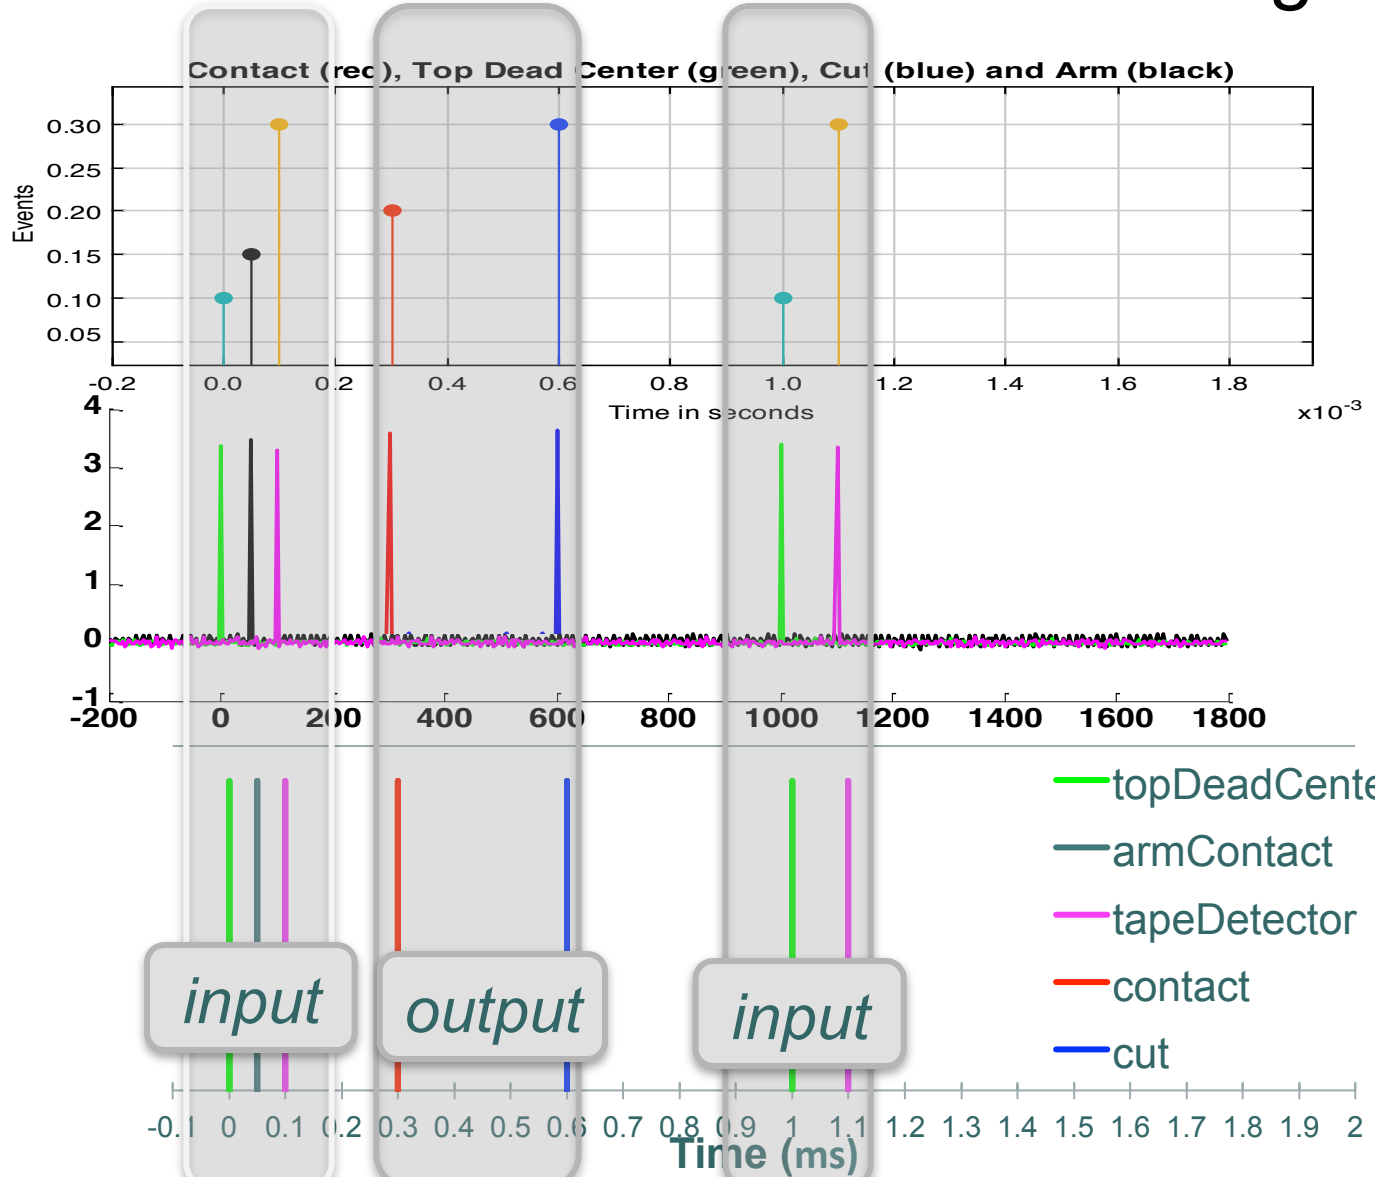 g
Contact (red), Top Dead Center (green), Cut (blue) and Arm (black)
Events
0.30
0.25
0.20
0.15
0.10
0.05
-0.2 0.0 0.2 0.4 0.6 0.8 1.0 1.2 1.4 1.6 1.8
Time in seconds x10-3
4
3
2
1
0
-1
-200 0 200 400 600 800 1000 1200 1400 1600 1800
topDeadCente
armContact
tapeDetector
contact
cut
input output input
-0.1 0 0.1 0.2 0.3 0.4 0.5 0.6 0.7 0.8 0.9 1 1.1 1.2 1.3 1.4 1.5 1.6 1.7 1.8 1.9 2
Time (ms)